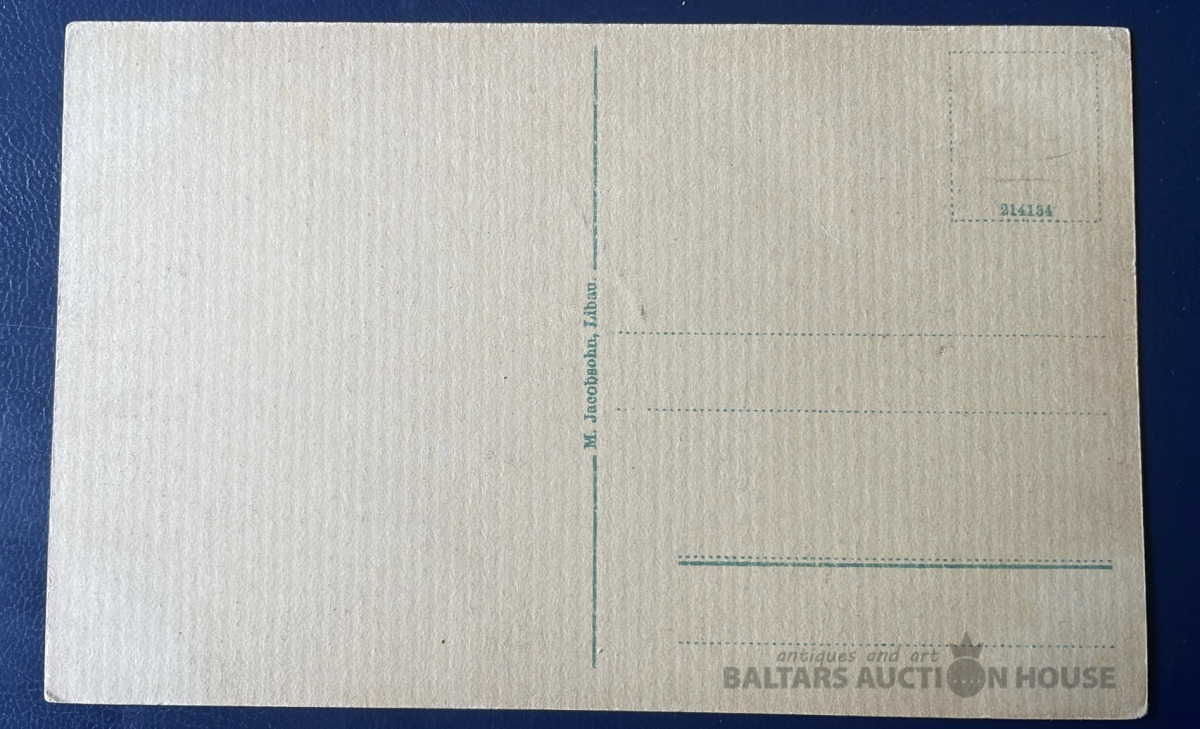 214134
M. Jacobsohn, Libau.
antiques and art
BALTARS AUCTION HOUSE